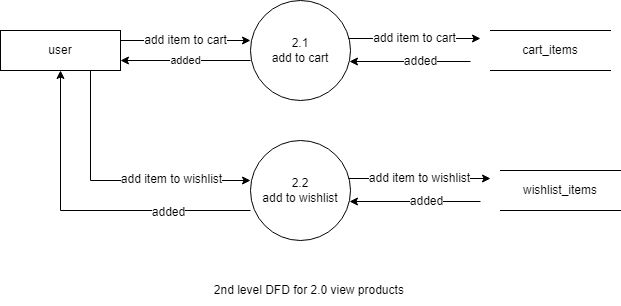 user
add item to cart
added
2.1
add to cart
add item to cart
added
cart_items
add item to wishlist
added
2.2
add to wishlist
add item to wishlist
added
wishlist_items
2nd level DFD for 2.0 view products